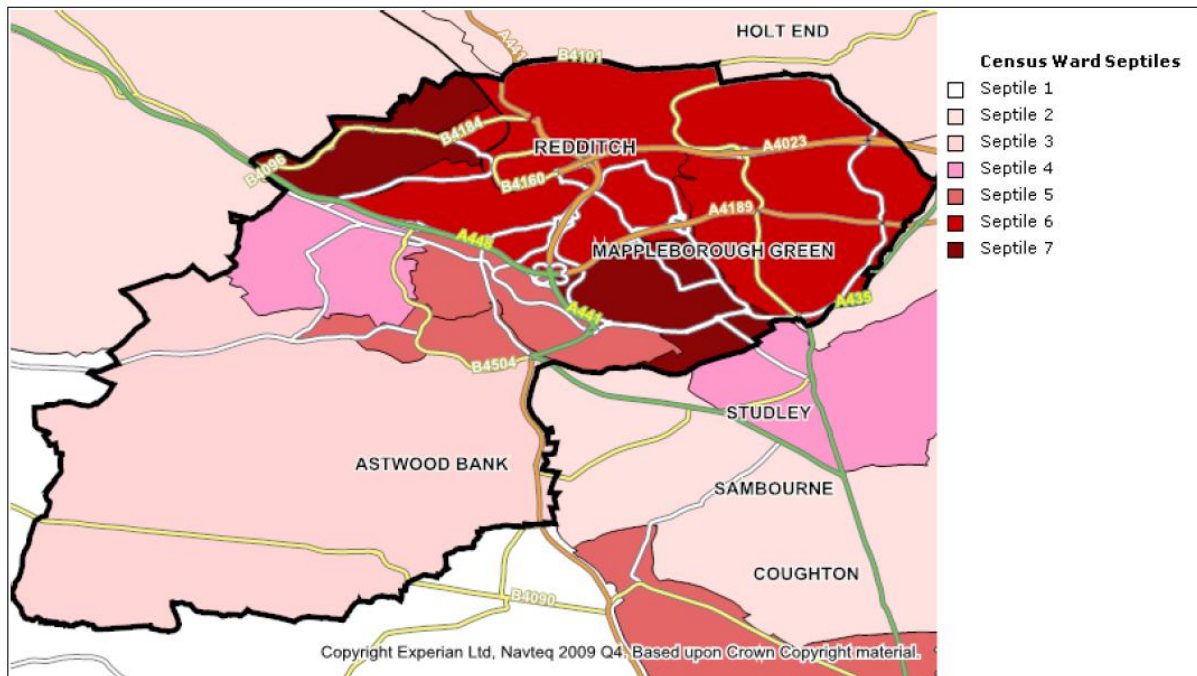 HOLT END
A441
B4101
B4184
REDDITCH
A4023
B4096
B4160
A4189
A448
MAPPLEBOROUGH GREEN
A441
A435
B4504
STUDLEY
ASTWOOD BANK
SAMBOURNE
COUGHTON
B4090
Copyright Experian Ltd, Navteq 2009 Q4. Based upon Crown Copyright material.
Census Ward Septiles
Septile 1
Septile 2
Septile 3
Septile 4
Septile 5
Septile 6
Septile 7